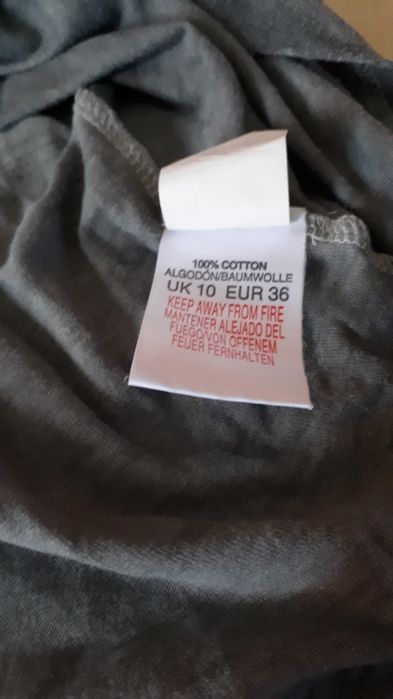 100% COTTON
ALGODÓN/BAUMWOLLE
UK 10 EUR 36
KEEP AWAY FROM FIRE
MANTENER ALEJADO DEL
FUEGO/VON OFFENEM
FEUER FERNHALTEN